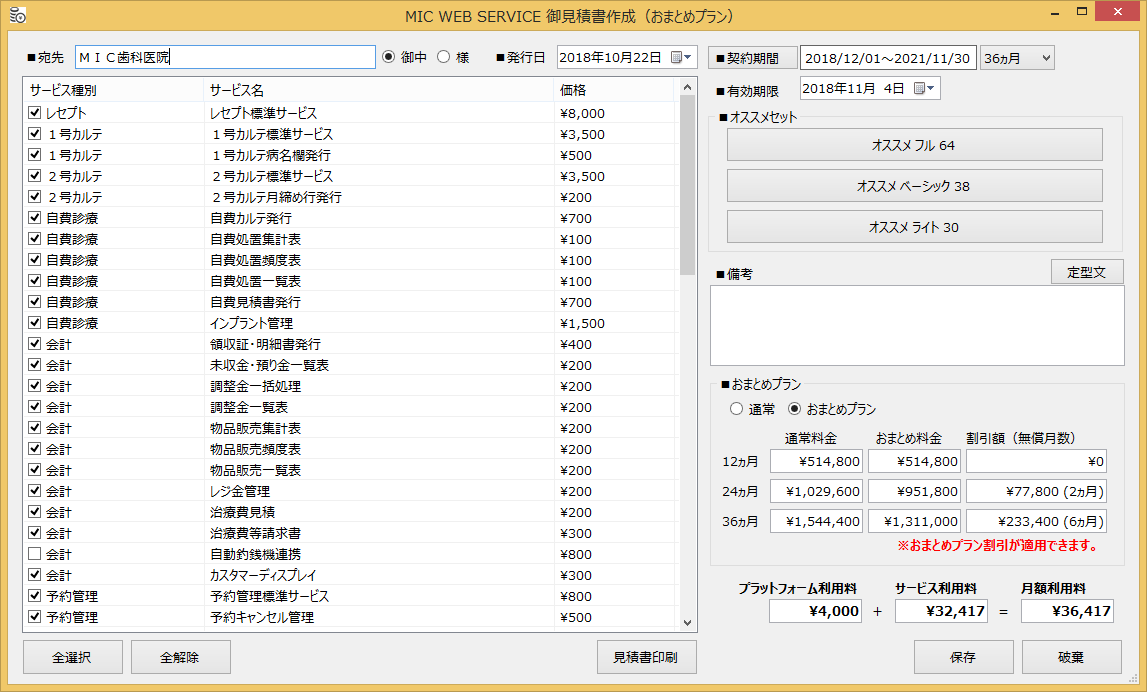 MIC WEB SERVICE 御見積書作成（おまとめプラン）
■宛先 ＭＩＣ歯科医院 御中 様 ■発行日 2018年10月22日 ■契約期間 2018/12/01～2021/11/30 36ヵ月
■有効期限 2018年11月 4日
サービス種別 サービス名 価格
レセプト レセプト標準サービス ¥8,000
１号カルテ １号カルテ標準サービス ¥3,500
１号カルテ １号カルテ病名欄発行 ¥500
２号カルテ ２号カルテ標準サービス ¥3,500
２号カルテ ２号カルテ月締め行発行 ¥200
自費診療 自費カルテ発行 ¥700
自費診療 自費処置集計表 ¥100
自費診療 自費処置頻度表 ¥100
自費診療 自費処置一覧表 ¥100
自費診療 自費見積書発行 ¥700
自費診療 インプラント管理 ¥1,500
会計 領収証・明細書発行 ¥400
会計 未収金・預り金一覧表 ¥200
会計 調整金一括処理 ¥200
会計 調整金一覧表 ¥200
会計 物品販売集計表 ¥200
会計 物品販売頻度表 ¥200
会計 物品販売一覧表 ¥200
会計 レジ金管理 ¥200
会計 治療費見積 ¥200
会計 治療費等請求書 ¥300
会計 自動釣銭機連携 ¥800
会計 カスタマーディスプレイ ¥300
予約管理 予約管理標準サービス ¥800
予約管理 予約キャンセル管理 ¥500
全選択 全解除 見積書印刷
■オススメセット
オススメ フル 64
オススメ ベーシック 38
オススメ ライト 30
■備考 定型文
■おまとめプラン
通常 おまとめプラン
通常料金 おまとめ料金 割引額（無償月数）
12ヵ月 ¥514,800 ¥514,800 ¥0
24ヵ月 ¥1,029,600 ¥951,800 ¥77,800 (2ヵ月)
36ヵ月 ¥1,544,400 ¥1,311,000 ¥233,400 (6ヵ月)
※おまとめプラン割引が適用できます。
プラットフォーム利用料 サービス利用料 月額利用料
¥4,000 + ¥32,417 = ¥36,417
保存 破棄